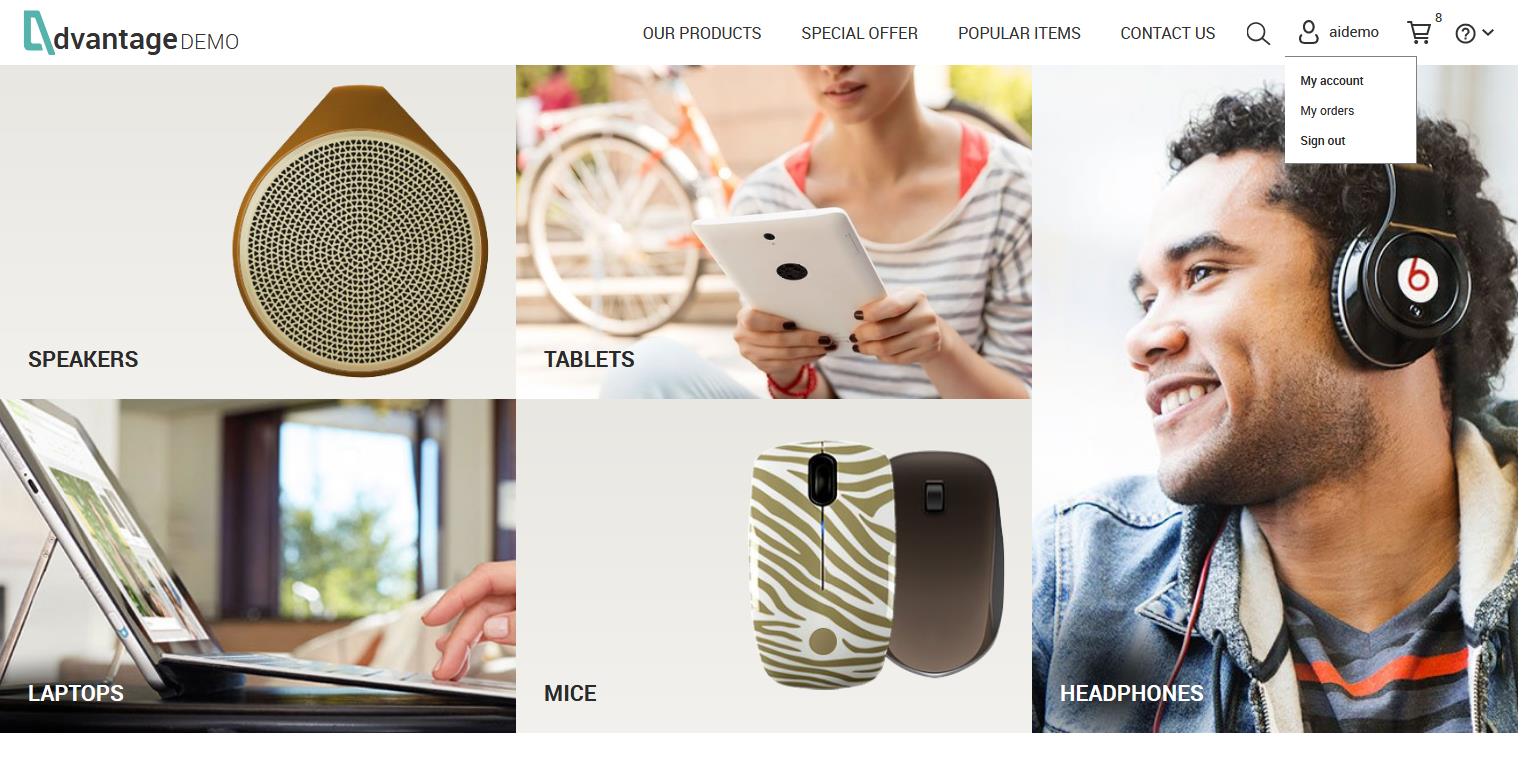 dvantage DEMO
OUR PRODUCTS SPECIAL OFFER POPULAR ITEMS CONTACT US aidemo 8 ?
My account
My orders
Sign out
SPEAKERS
TABLETS
b
LAPTOPS
MICE
HEADPHONES